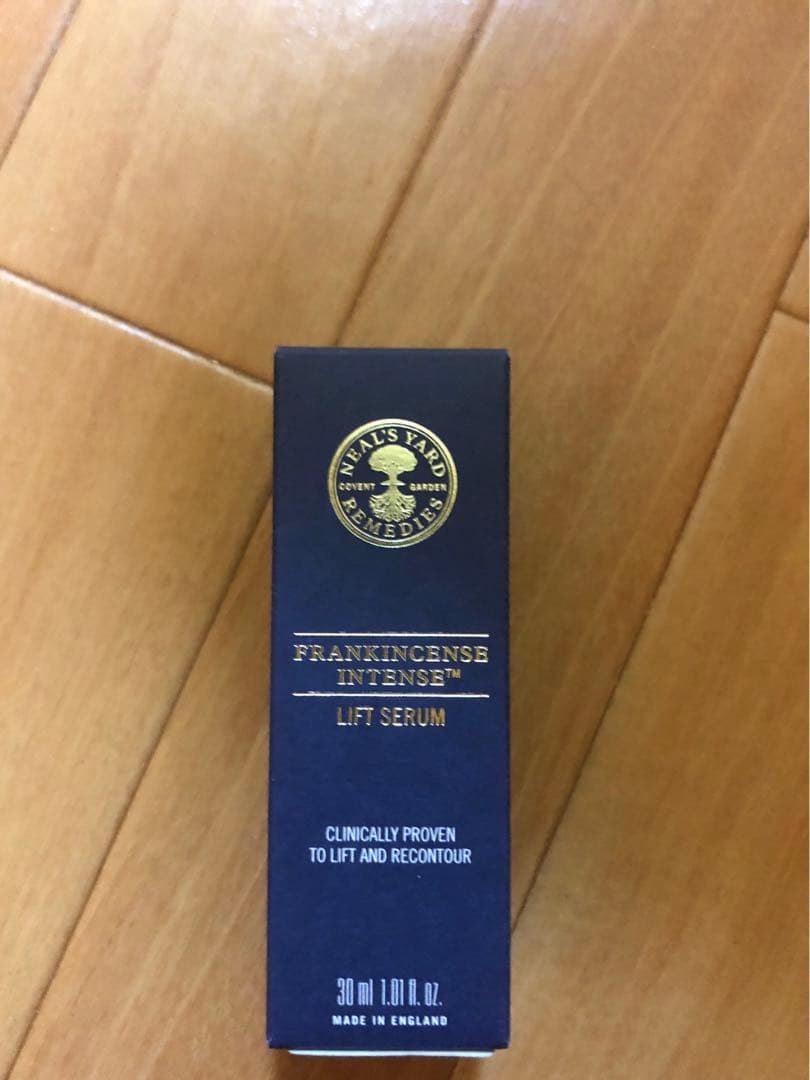 NEAL'S YARD
COVENT GARDEN
REMEDIES
FRANKINCENSE
INTENSE™
LIFT SERUM
CLINICALLY PROVEN
TO LIFT AND RECONTOUR
30 ml 1.01 fl. oz.
MADE IN ENGLAND